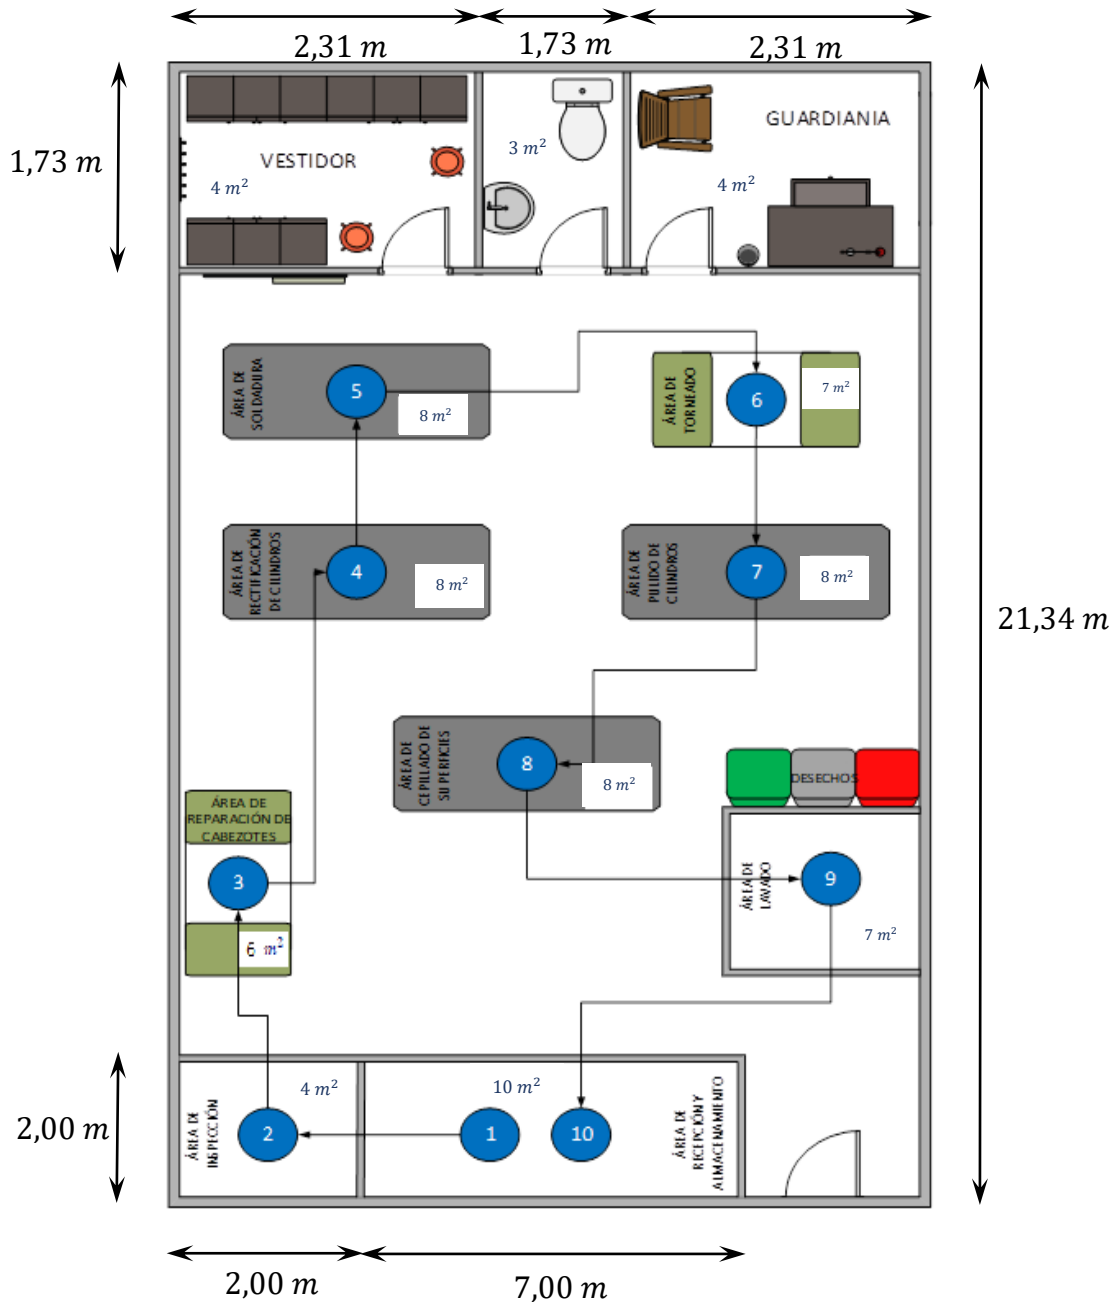 2,31 m
1,73 m
2,31 m
1,73 m
VESTIDOR
4 m²
3 m²
GUARDIANIA
4 m²
ÁREA DE
SOLDADURA
5
8 m²
ÁREA DE
TORNEADO
6
7 m²
ÁREA DE
RECTIFICACIÓN
DE CILINDROS
4
8 m²
ÁREA DE
PULIDO DE
CILINDROS
7
8 m²
21,34 m
ÁREA DE
CEPILLADO DE
SUPERFICIES
8
8 m²
DESECHOS
ÁREA DE
REPARACIÓN DE
CABEZOTES
3
6 m²
ÁREA DE
LAVADO
9
7 m²
2,00 m
ÁREA DE
INSPECCIÓN
2
4 m²
10 m²
1
10
ÁREA DE
RECEPCIÓN Y
ALMACENAMIENTO
2,00 m
7,00 m